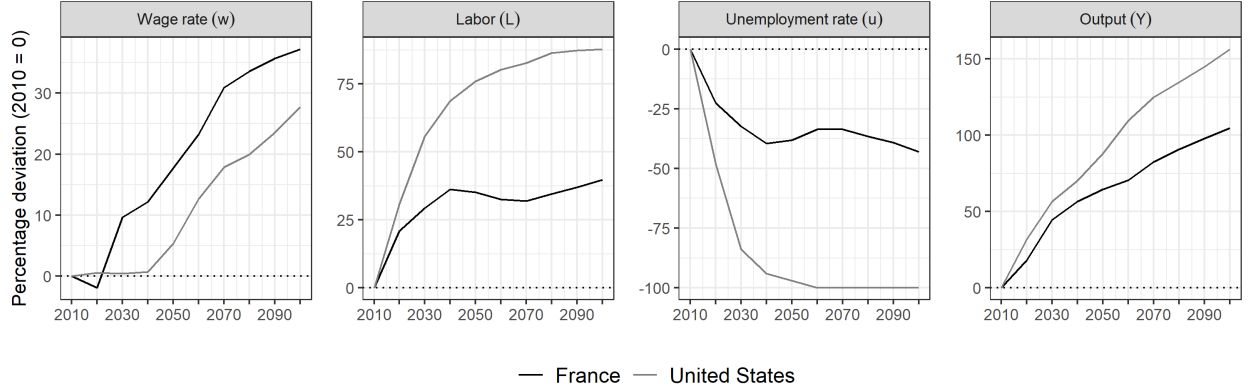 Wage rate (w)
Labor (L)
Unemployment rate (u)
Output (Y)
Percentage deviation (2010 = 0)
30
20
10
0
75
50
25
0
0
-25
-50
-75
-100
150
100
50
0
2010 2030 2050 2070 2090
2010 2030 2050 2070 2090
2010 2030 2050 2070 2090
2010 2030 2050 2070 2090
France United States